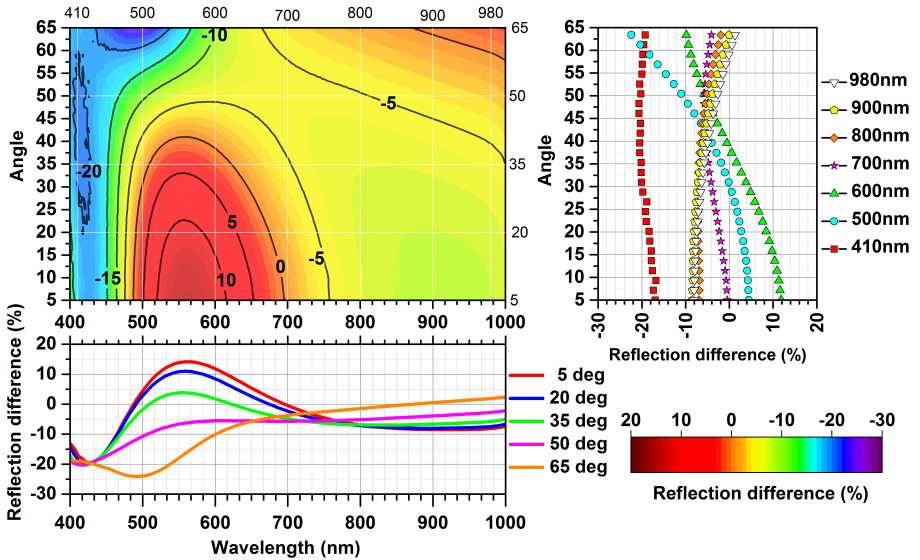 410 500 560 700 800 900 980
65 60 55 50 45 40 35 30 25 20 15 10 5
Angle
-10
-5
-20
5
0
-5
-15
10
65 50 35 20 5
400 500 600 700 800 900 1000
65 60 55 50 45 40 35 30 25 20 15 10 5
Angle
-30 -20 -10 0 10 20
Reflection difference (%)
980nm
900nm
800nm
700nm
600nm
500nm
410nm
20 10 0 -10 -20 -30
Reflection difference (%)
400 500 600 700 800 900 1000
Wavelength (nm)
5 deg
20 deg
35 deg
50 deg
65 deg
20 10 0 -10 -20 -30
Reflection difference (%)